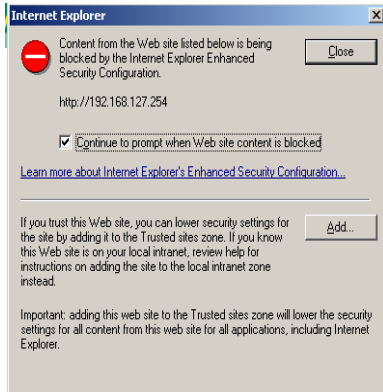 Internet Explorer
Content from the Web site listed below is being
blocked by the Internet Explorer Enhanced
Security Configuration.
Close
http://192.168.127.254
Continue to prompt when Web site content is blocked
Learn more about Internet Explorer's Enhanced Security Configuration...
If you trust this Web site, you can lower security settings for
the site by adding it to the Trusted sites zone. If you know
this Web site is on your local intranet, review help for
instructions on adding the site to the local intranet zone
instead.
Add...
Important: adding this web site to the Trusted sites zone will lower the security
settings for all content from this web site for all applications, including Internet
Explorer.